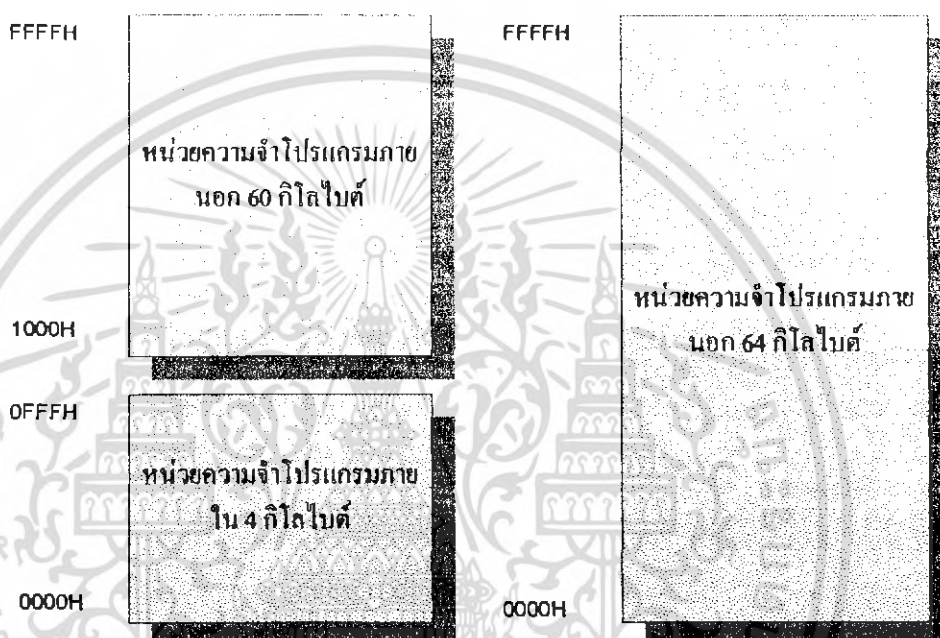 FFFFH
หน่วยความจำโปรแกรมภาย
นอก 60 กิโลไบต์
1000H
0FFFH
หน่วยความจำโปรแกรมภาย
ใน 4 กิโลไบต์
0000H
FFFFH
หน่วยความจำโปรแกรมภาย
นอก 64 กิโลไบต์
0000H